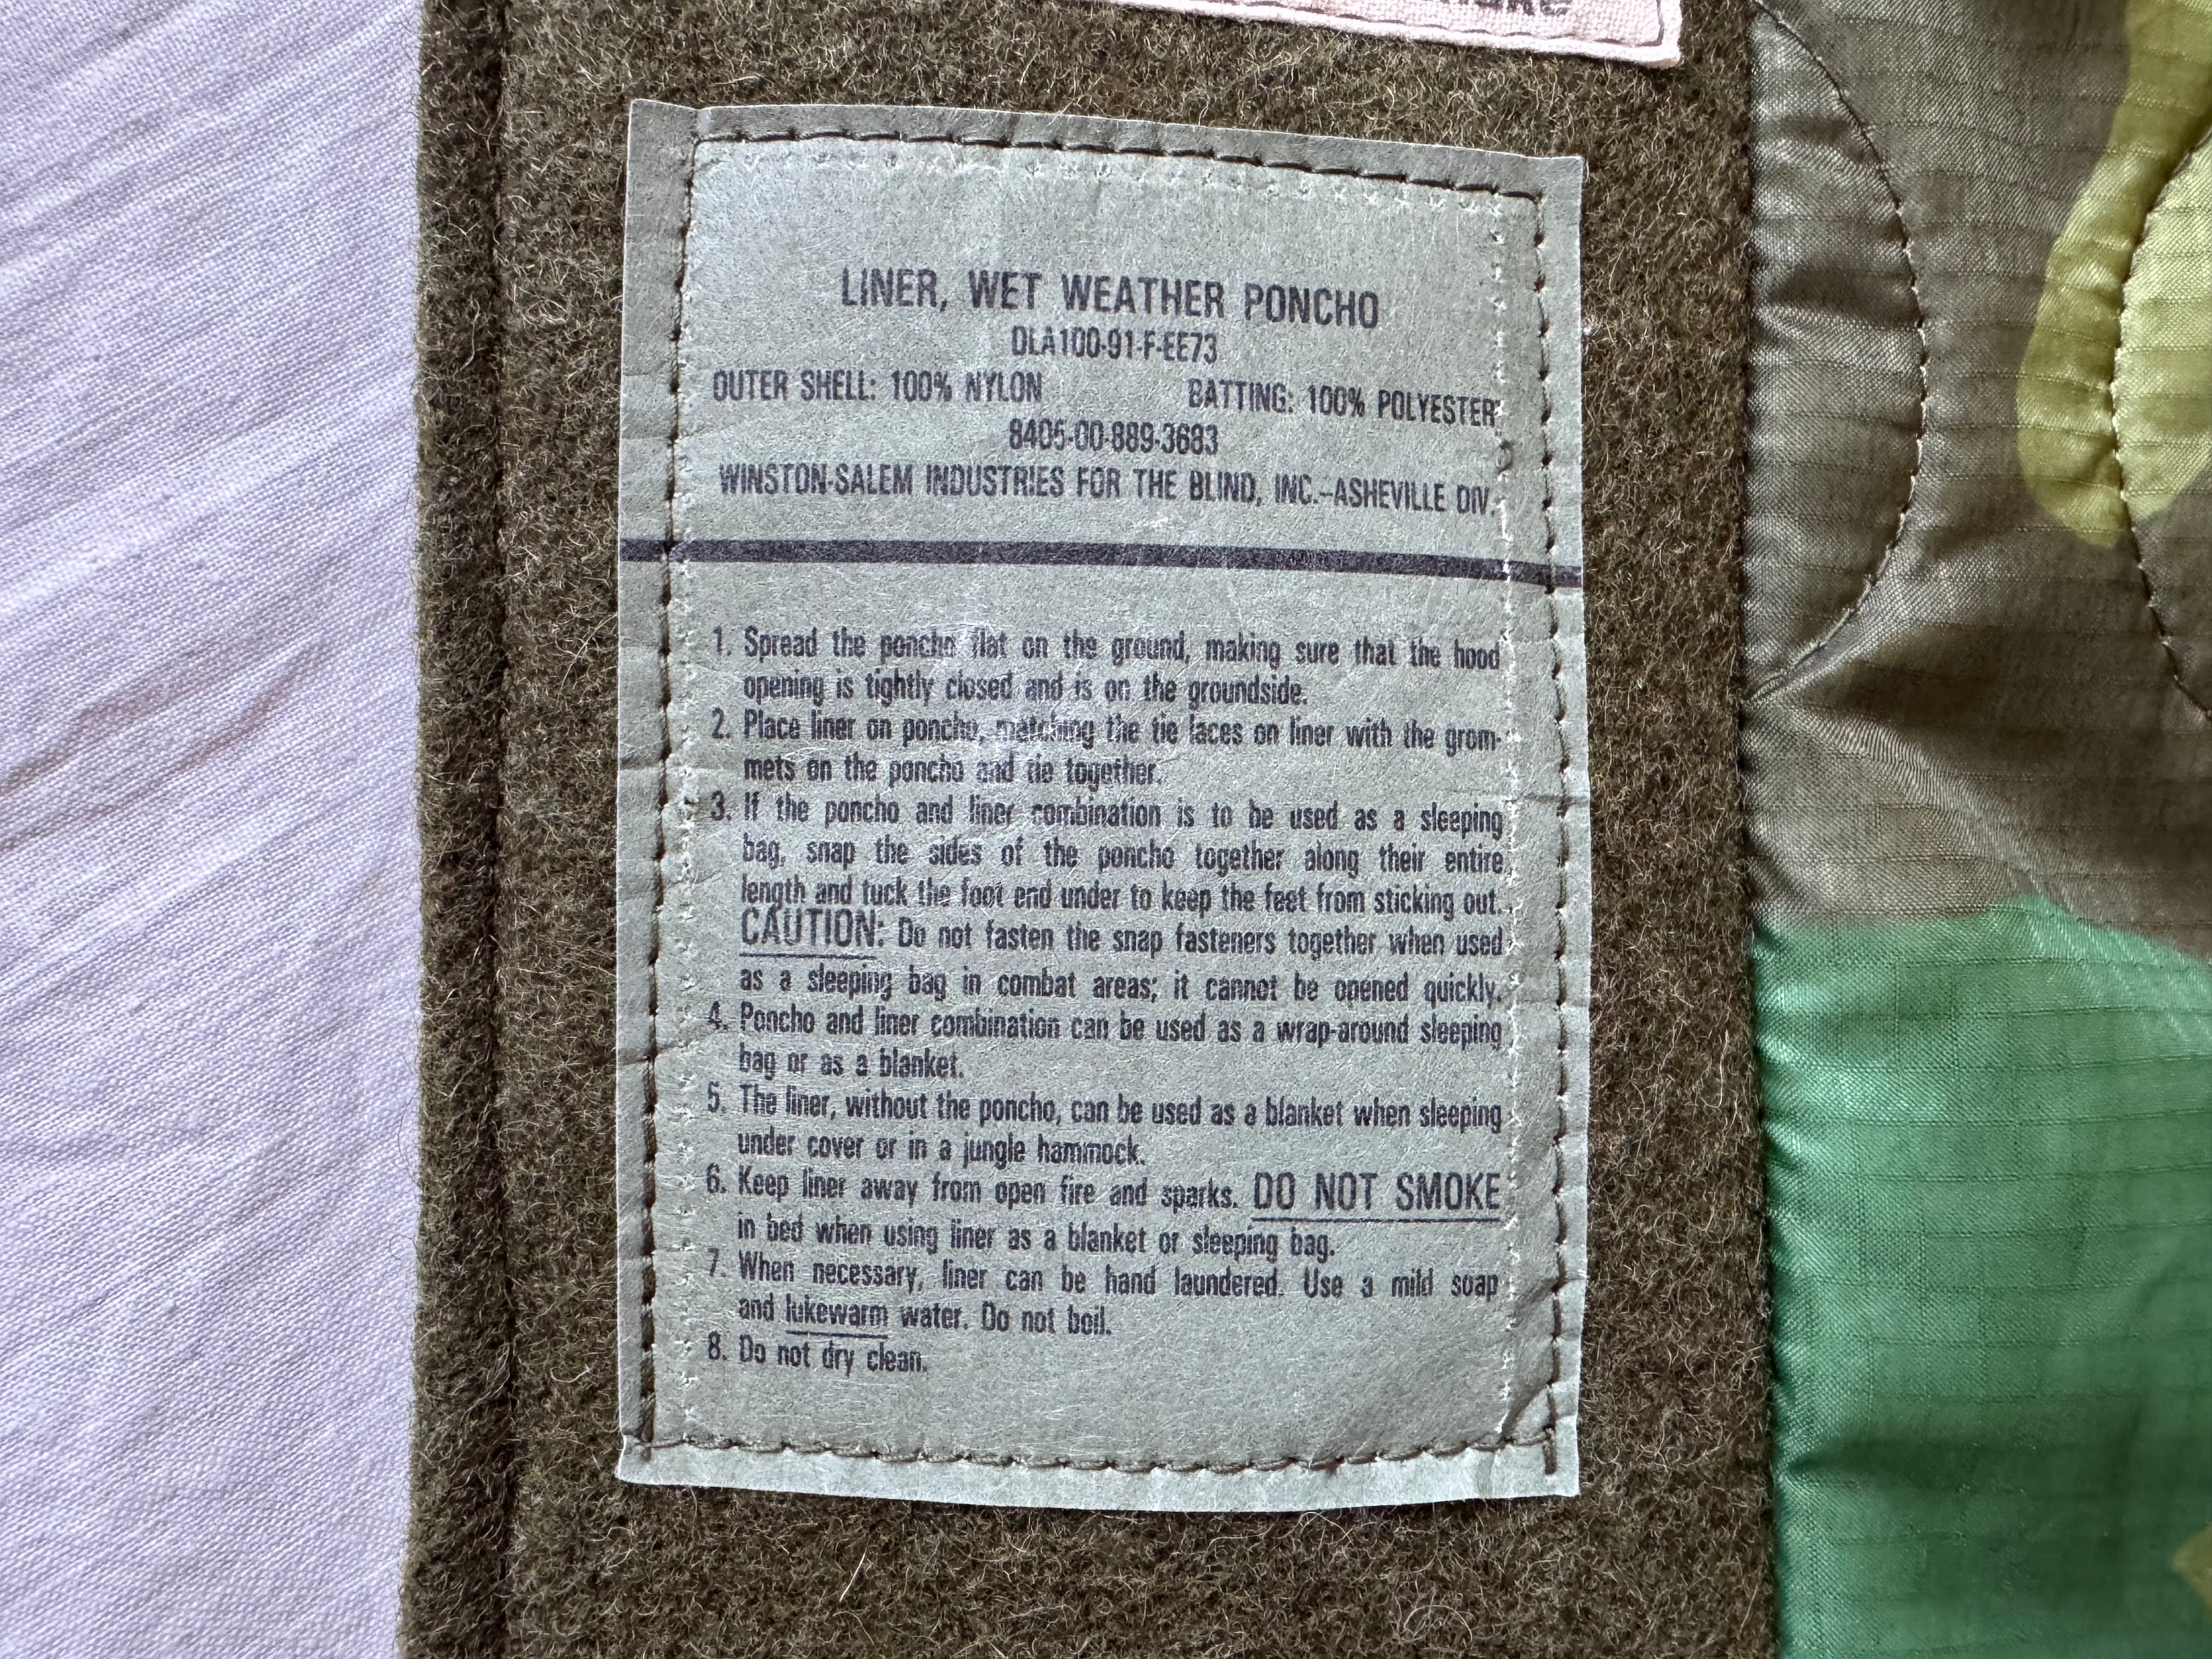 LINER, WET WEATHER PONCHO
DLA100-91-F-EE73
OUTER SHELL: 100% NYLON BATTING: 100% POLYESTER
8405-00-889-3683
WINSTON-SALEM INDUSTRIES FOR THE BLIND, INC.-ASHEVILLE DIV.
1. Spread the poncho flat on the ground, making sure that the hood
opening is tightly closed and is on the groundside.
2. Place liner on poncho, matching the tie laces on liner with the grom-
mets on the poncho and tie together.
3. If the poncho and liner combination is to be used as a sleeping
bag, snap the sides of the poncho together along their entire
length and tuck the foot end under to keep the feet from sticking out.
CAUTION: Do not fasten the snap fasteners together when used
as a sleeping bag in combat areas; it cannot be opened quickly.
4. Poncho and liner combination can be used as a wrap-around sleeping
bag or as a blanket.
5. The liner, without the poncho, can be used as a blanket when sleeping
under cover or in a jungle hammock.
6. Keep liner away from open fire and sparks. DO NOT SMOKE
in bed when using liner as a blanket or sleeping bag.
7. When necessary, liner can be hand laundered. Use a mild soap
and lukewarm water. Do not boil.
8. Do not dry clean.